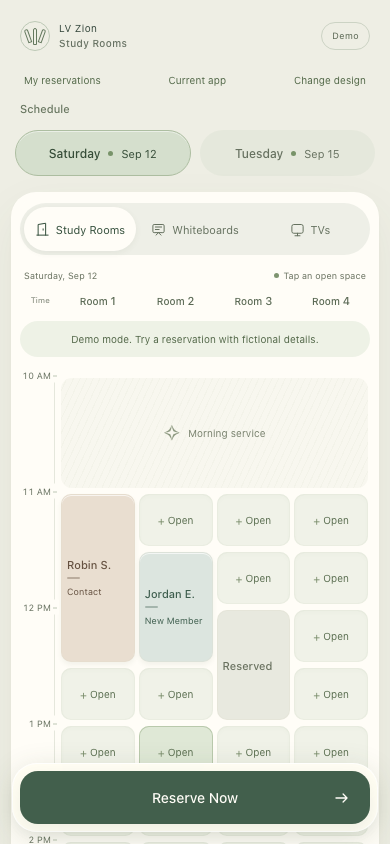 LV Zion
Study Rooms
Demo
My reservations
Current app
Change design
Schedule
Saturday • Sep 12
Tuesday • Sep 15
Study Rooms
Whiteboards
TVs
Saturday, Sep 12
Tap an open space
Time
Room 1
Room 2
Room 3
Room 4
Demo mode. Try a reservation with fictional details.
10 AM
Morning service
11 AM
+ Open
+ Open
+ Open
Robin S.
Contact
Jordan E.
New Member
+ Open
+ Open
12 PM
+ Open
Reserved
+ Open
+ Open
+ Open
1 PM
+ Open
+ Open
+ Open
+ Open
Reserve Now
2 PM